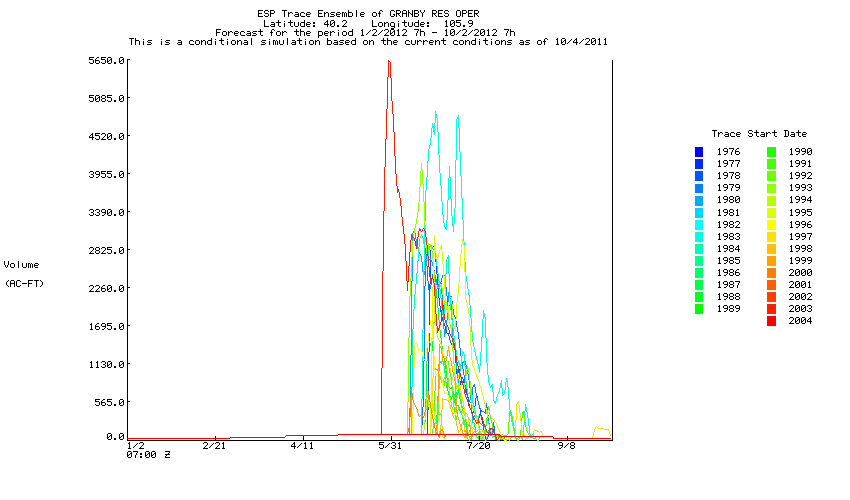 ESP Trace Ensemble of GRANBY RES OPER
Latitude: 40.2 Longitude: 105.9
Forecast for the period 1/2/2012 7h - 10/2/2012 7h
This is a conditional simulation based on the current conditions as of 10/4/2011
5650.0
5085.0
4520.0
3955.0
3390.0
2825.0
2260.0
1695.0
1130.0
565.0
0.0
Volume
(AC-FT)
1/2 2/21 4/11 5/31 7/20 9/8
07:00 Z
Trace Start Date
1976 1990
1977 1991
1978 1992
1979 1993
1980 1994
1981 1995
1982 1996
1983 1997
1984 1998
1985 1999
1986 2000
1987 2001
1988 2002
1989 2003
2004